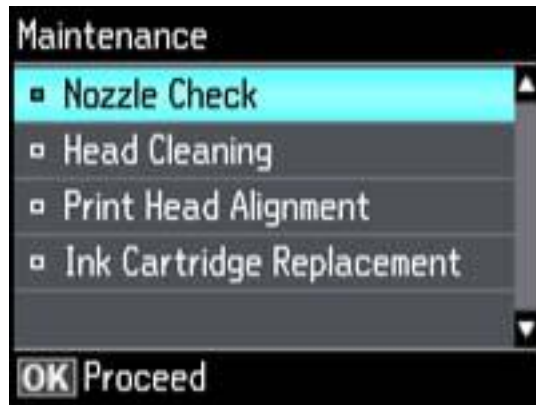 Maintenance
Nozzle Check
Head Cleaning
Print Head Alignment
Ink Cartridge Replacement
OK Proceed